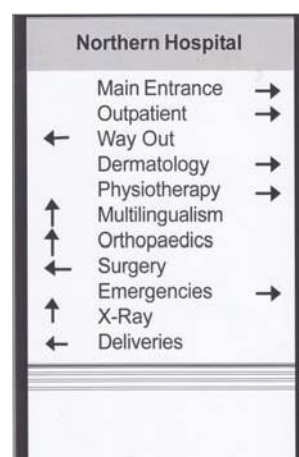 Northern Hospital
Main Entrance →
Outpatient →
← Way Out
Dermatology →
Physiotherapy →
↑ Multilingualism
↑ Orthopaedics
← Surgery
Emergencies →
↑ X-Ray
← Deliveries